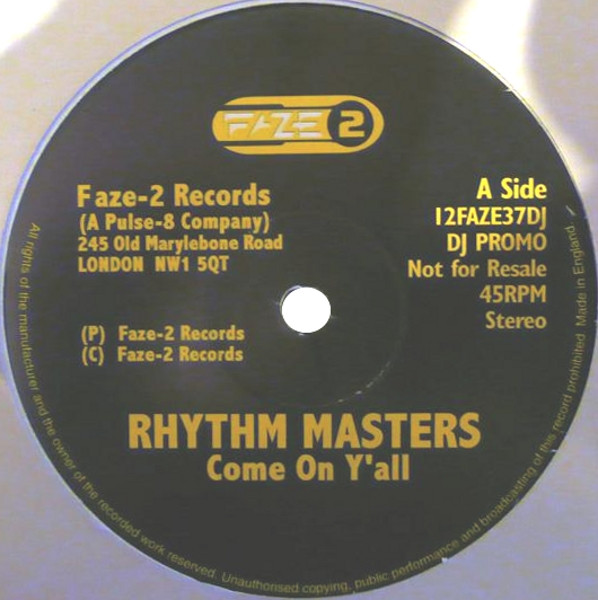 FAZE 2
Faze-2 Records
(A Pulse-8 Company)
245 Old Marylebone Road
LONDON NW1 5QT
(P) Faze-2 Records
(C) Faze-2 Records
A Side
12FAZE37DJ
DJ PROMO
Not for Resale
45RPM
Stereo
RHYTHM MASTERS
Come On Y'all
All rights of the manufacturer and the owner of the recorded work reserved. Unauthorised copying, public performance and broadcasting of this record prohibited. Made in England.